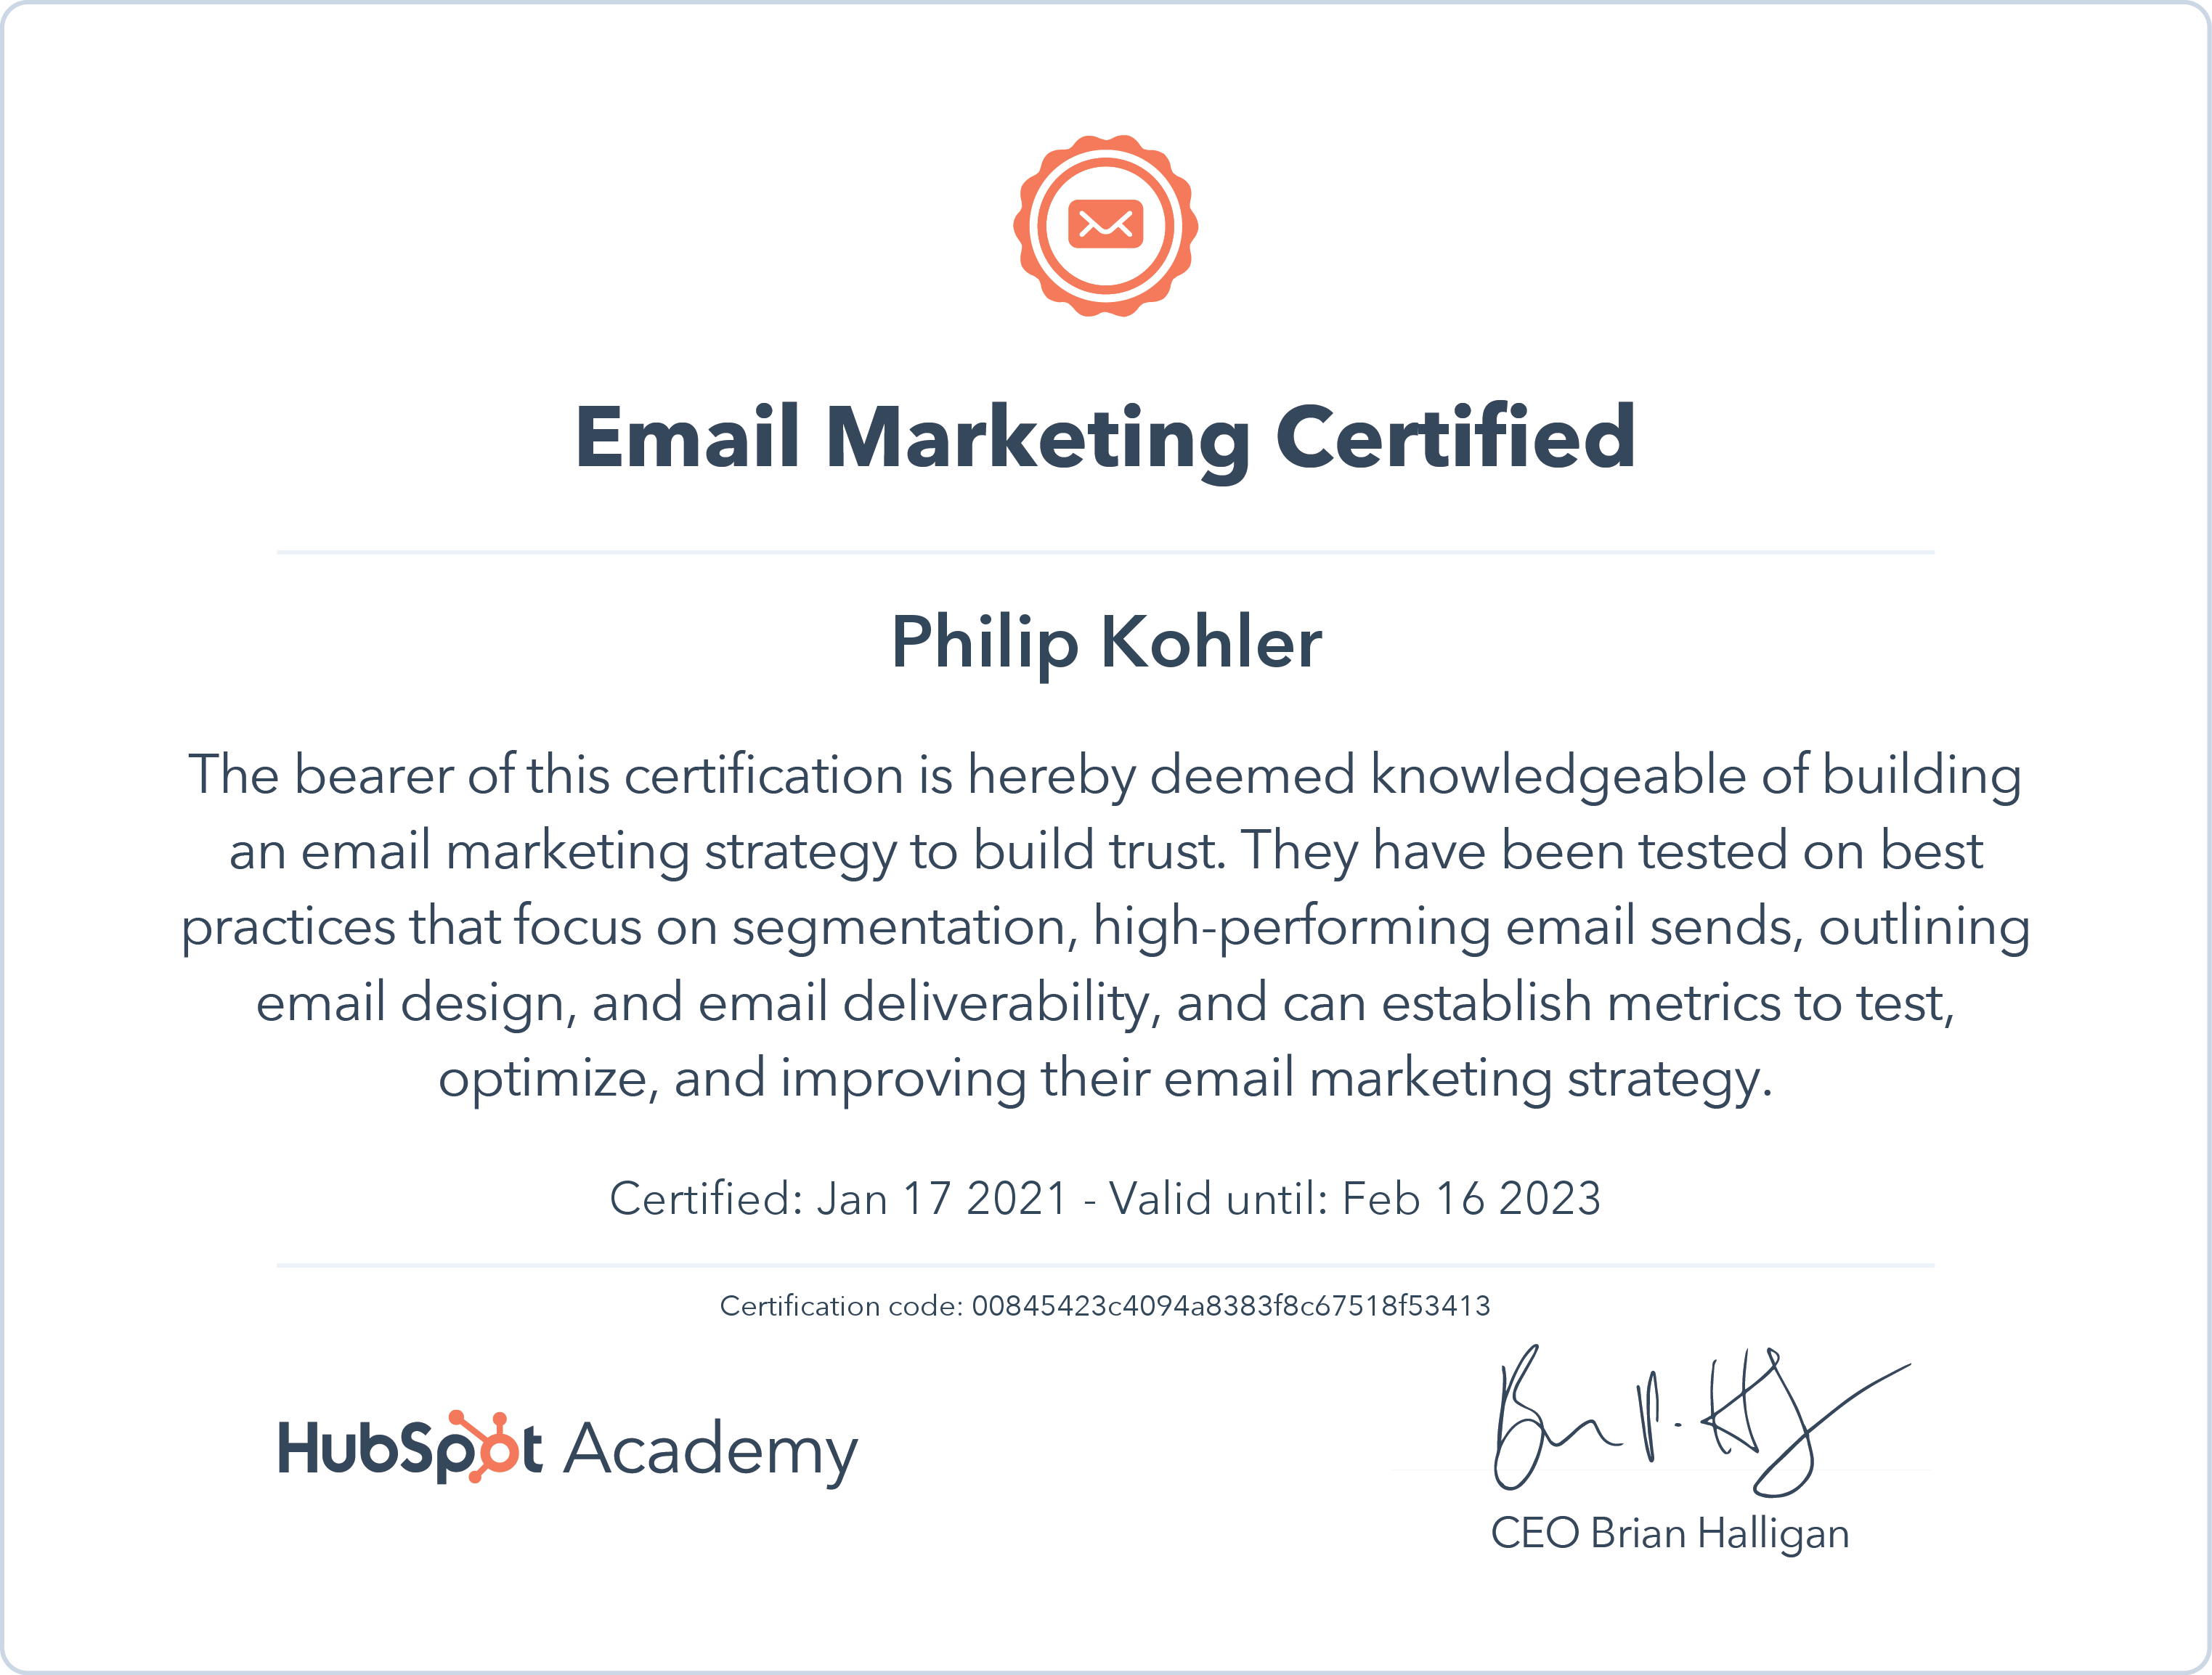 Email Marketing Certified
Philip Kohler
The bearer of this certification is hereby deemed knowledgeable of building
an email marketing strategy to build trust. They have been tested on best
practices that focus on segmentation, high-performing email sends, outlining
email design, and email deliverability, and can establish metrics to test,
optimize, and improving their email marketing strategy.
Certified: Jan 17 2021 - Valid until: Feb 16 2023
Certification code: 00845423c4094a8383f8c67518f53413
HubSpot Academy
CEO Brian Halligan